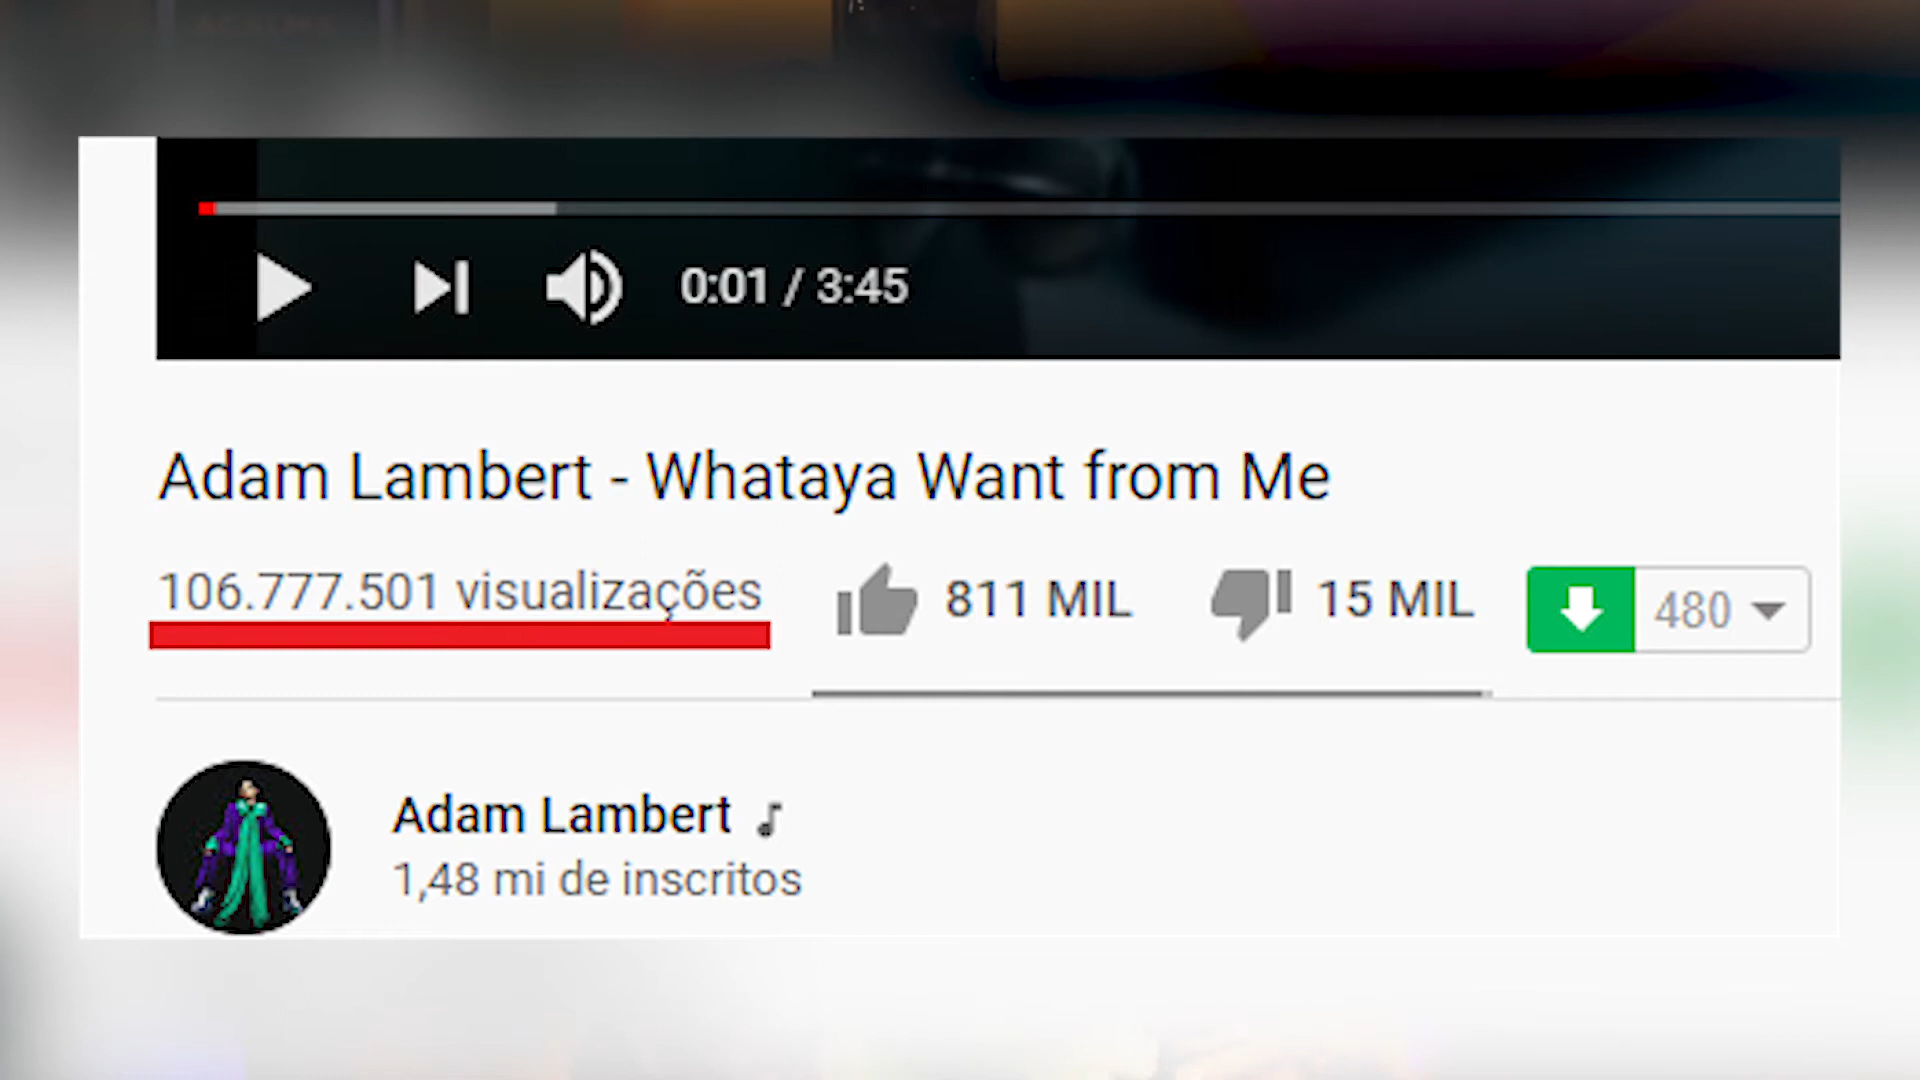 0:01 / 3:45
Adam Lambert - Whataya Want from Me
106.777.501 visualizações 811 MIL 15 MIL 480
Adam Lambert
1,48 mi de inscritos